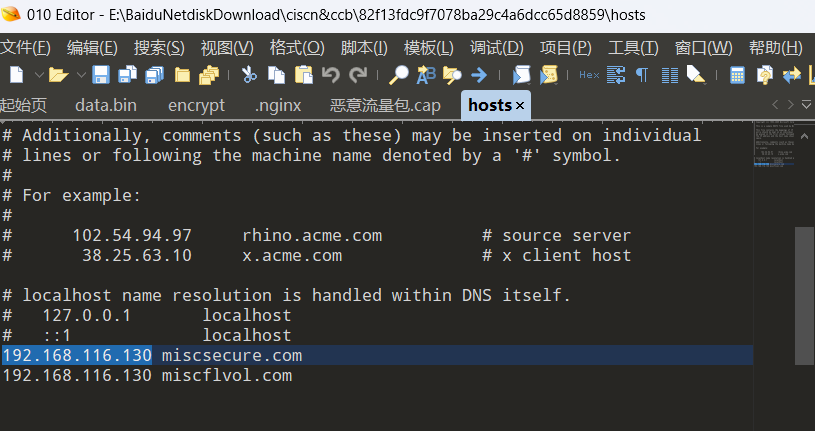 010 Editor - E:\BaiduNetdiskDownload\ciscn&ccb\82f13fdc9f7078ba29c4a6dcc65d8859\hosts
文件(F) 编辑(E) 搜索(S) 视图(V) 格式(O) 脚本(I) 模板(L) 调试(D) 项目(P) 工具(T) 窗口(W) 帮助(H)
Hex
起始页 data.bin encrypt .nginx 恶意流量包.cap hosts
# Additionally, comments (such as these) may be inserted on individual
# lines or following the machine name denoted by a '#' symbol.
#
# For example:
#
# 102.54.94.97 rhino.acme.com # source server
# 38.25.63.10 x.acme.com # x client host
# localhost name resolution is handled within DNS itself.
# 127.0.0.1 localhost
# ::1 localhost
192.168.116.130 miscsecure.com
192.168.116.130 miscflvol.com